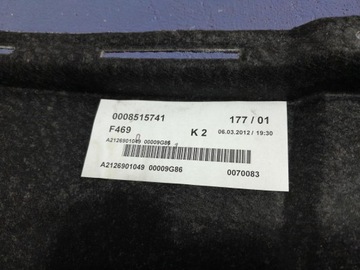 0008515741 177 / 01
F469 K 2 06.03.2012 / 19:30
A2126901049 00009G86
A2126901049 00009G86 0070083